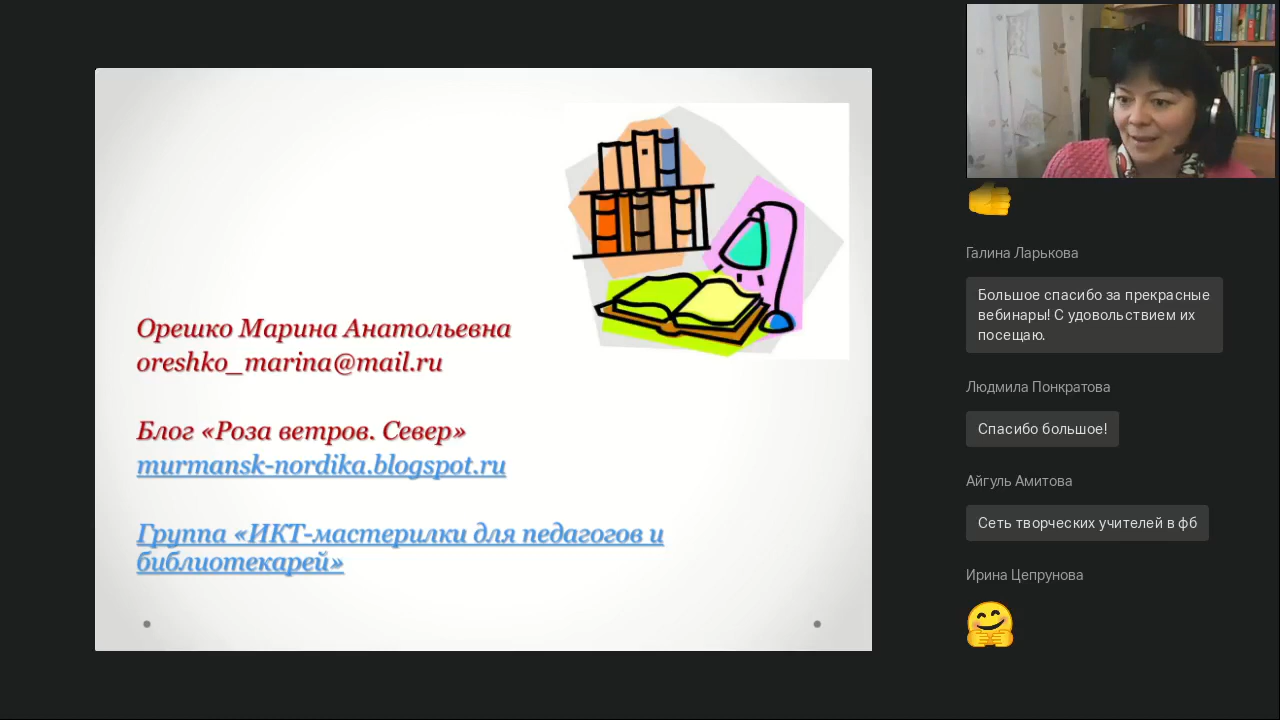 Орешко Марина Анатольевна
oreshko_marina@mail.ru
Блог «Роза ветров. Север»
murmansk-nordika.blogspot.ru
Группа «ИКТ-мастерилки для педагогов и
библиотекарей»
Галина Ларькова
Большое спасибо за прекрасные
вебинары! С удовольствием их
посещаю.
Людмила Понкратова
Спасибо большое!
Айгуль Амитова
Сеть творческих учителей в фб
Ирина Цепрунова